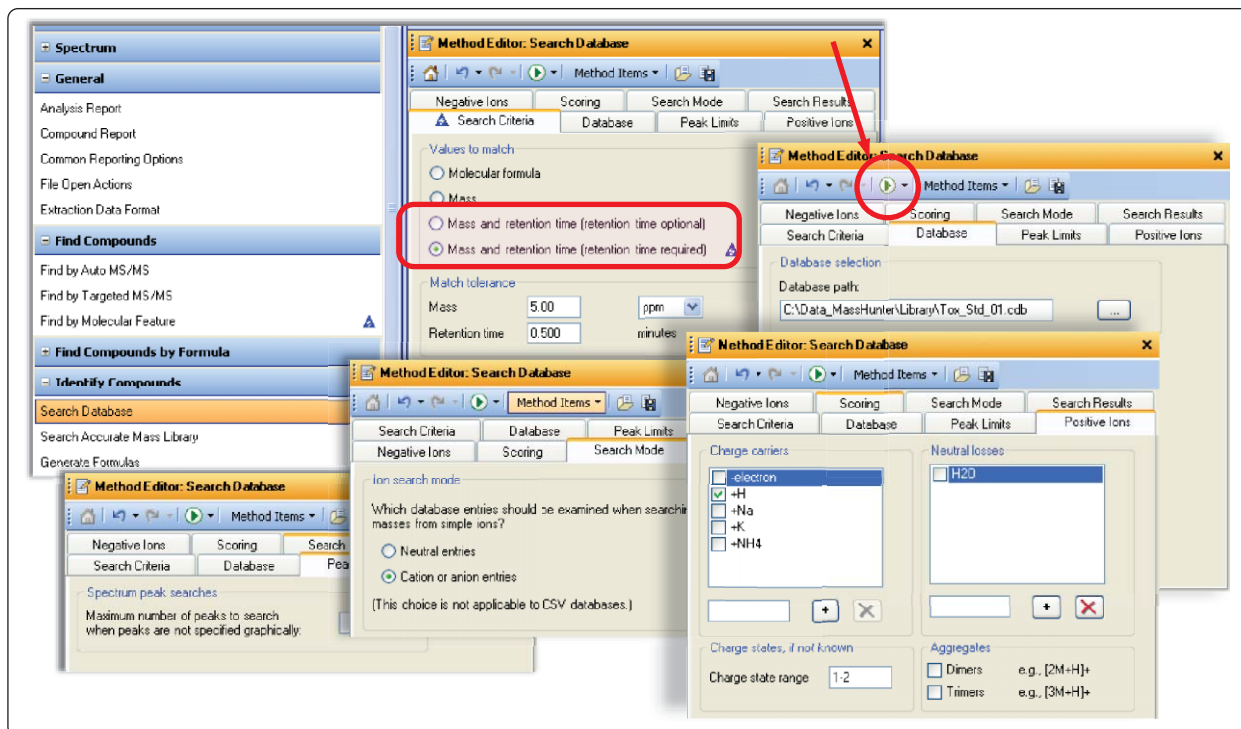 Spectrum
General
Analysis Report
Compound Report
Common Reporting Options
File Open Actions
Extraction Data Format
Find Compounds
Find by Auto MS/MS
Find by Targeted MS/MS
Find by Molecular Feature
Find Compounds by Formula
Identify Compounds
Search Database
Search Accurate Mass Library
Generate Formulas
Method Editor: Search Database
Method Items
Negative Ions Scoring Search Mode Search Results
Search Criteria Database Peak Limits Positive Ions
Values to match
Molecular formula
Mass
Mass and retention time (retention time optional)
Mass and retention time (retention time required)
Match tolerance
Mass 5.00 ppm
Retention time 0.500 minutes
Method Editor: Search Database
Method Items
Negative Ions Scoring Search Mode Search Results
Search Criteria Database Peak Limits Positive Ions
Database selection
Database path:
C:\Data_MassHunter\Library\Tox_Std_01.cdb ...
Method Editor: Search Database
Method Items
Search Criteria Database Peak Limits
Negative Ions Scoring Search Mode
Ion search mode
Which database entries should be examined when searching
masses from simple ions?
Neutral entries
Cation or anion entries
(This choice is not applicable to CSV databases.)
Nethod Editor: Search Database
Method Items
Negative Ions Scoring Search Mode Search Results
Search Criteria Database Peak Limits Positive Ions
Charge carriers
-electron
+H
+Na
+K
+NH4
Neutral losses
H2O
Charge states, if not known
Charge state range 1-2
Aggregates
Dimers e.g., [2M+H]+
Trimers e.g., [3M+H]+
Method Editor: Search Database
Method Items
Negative Ions Scoring Search
Search Criteria Database Pea
Spectrum peak searches
Maximum number of peaks to search
when peaks are not specified graphically: